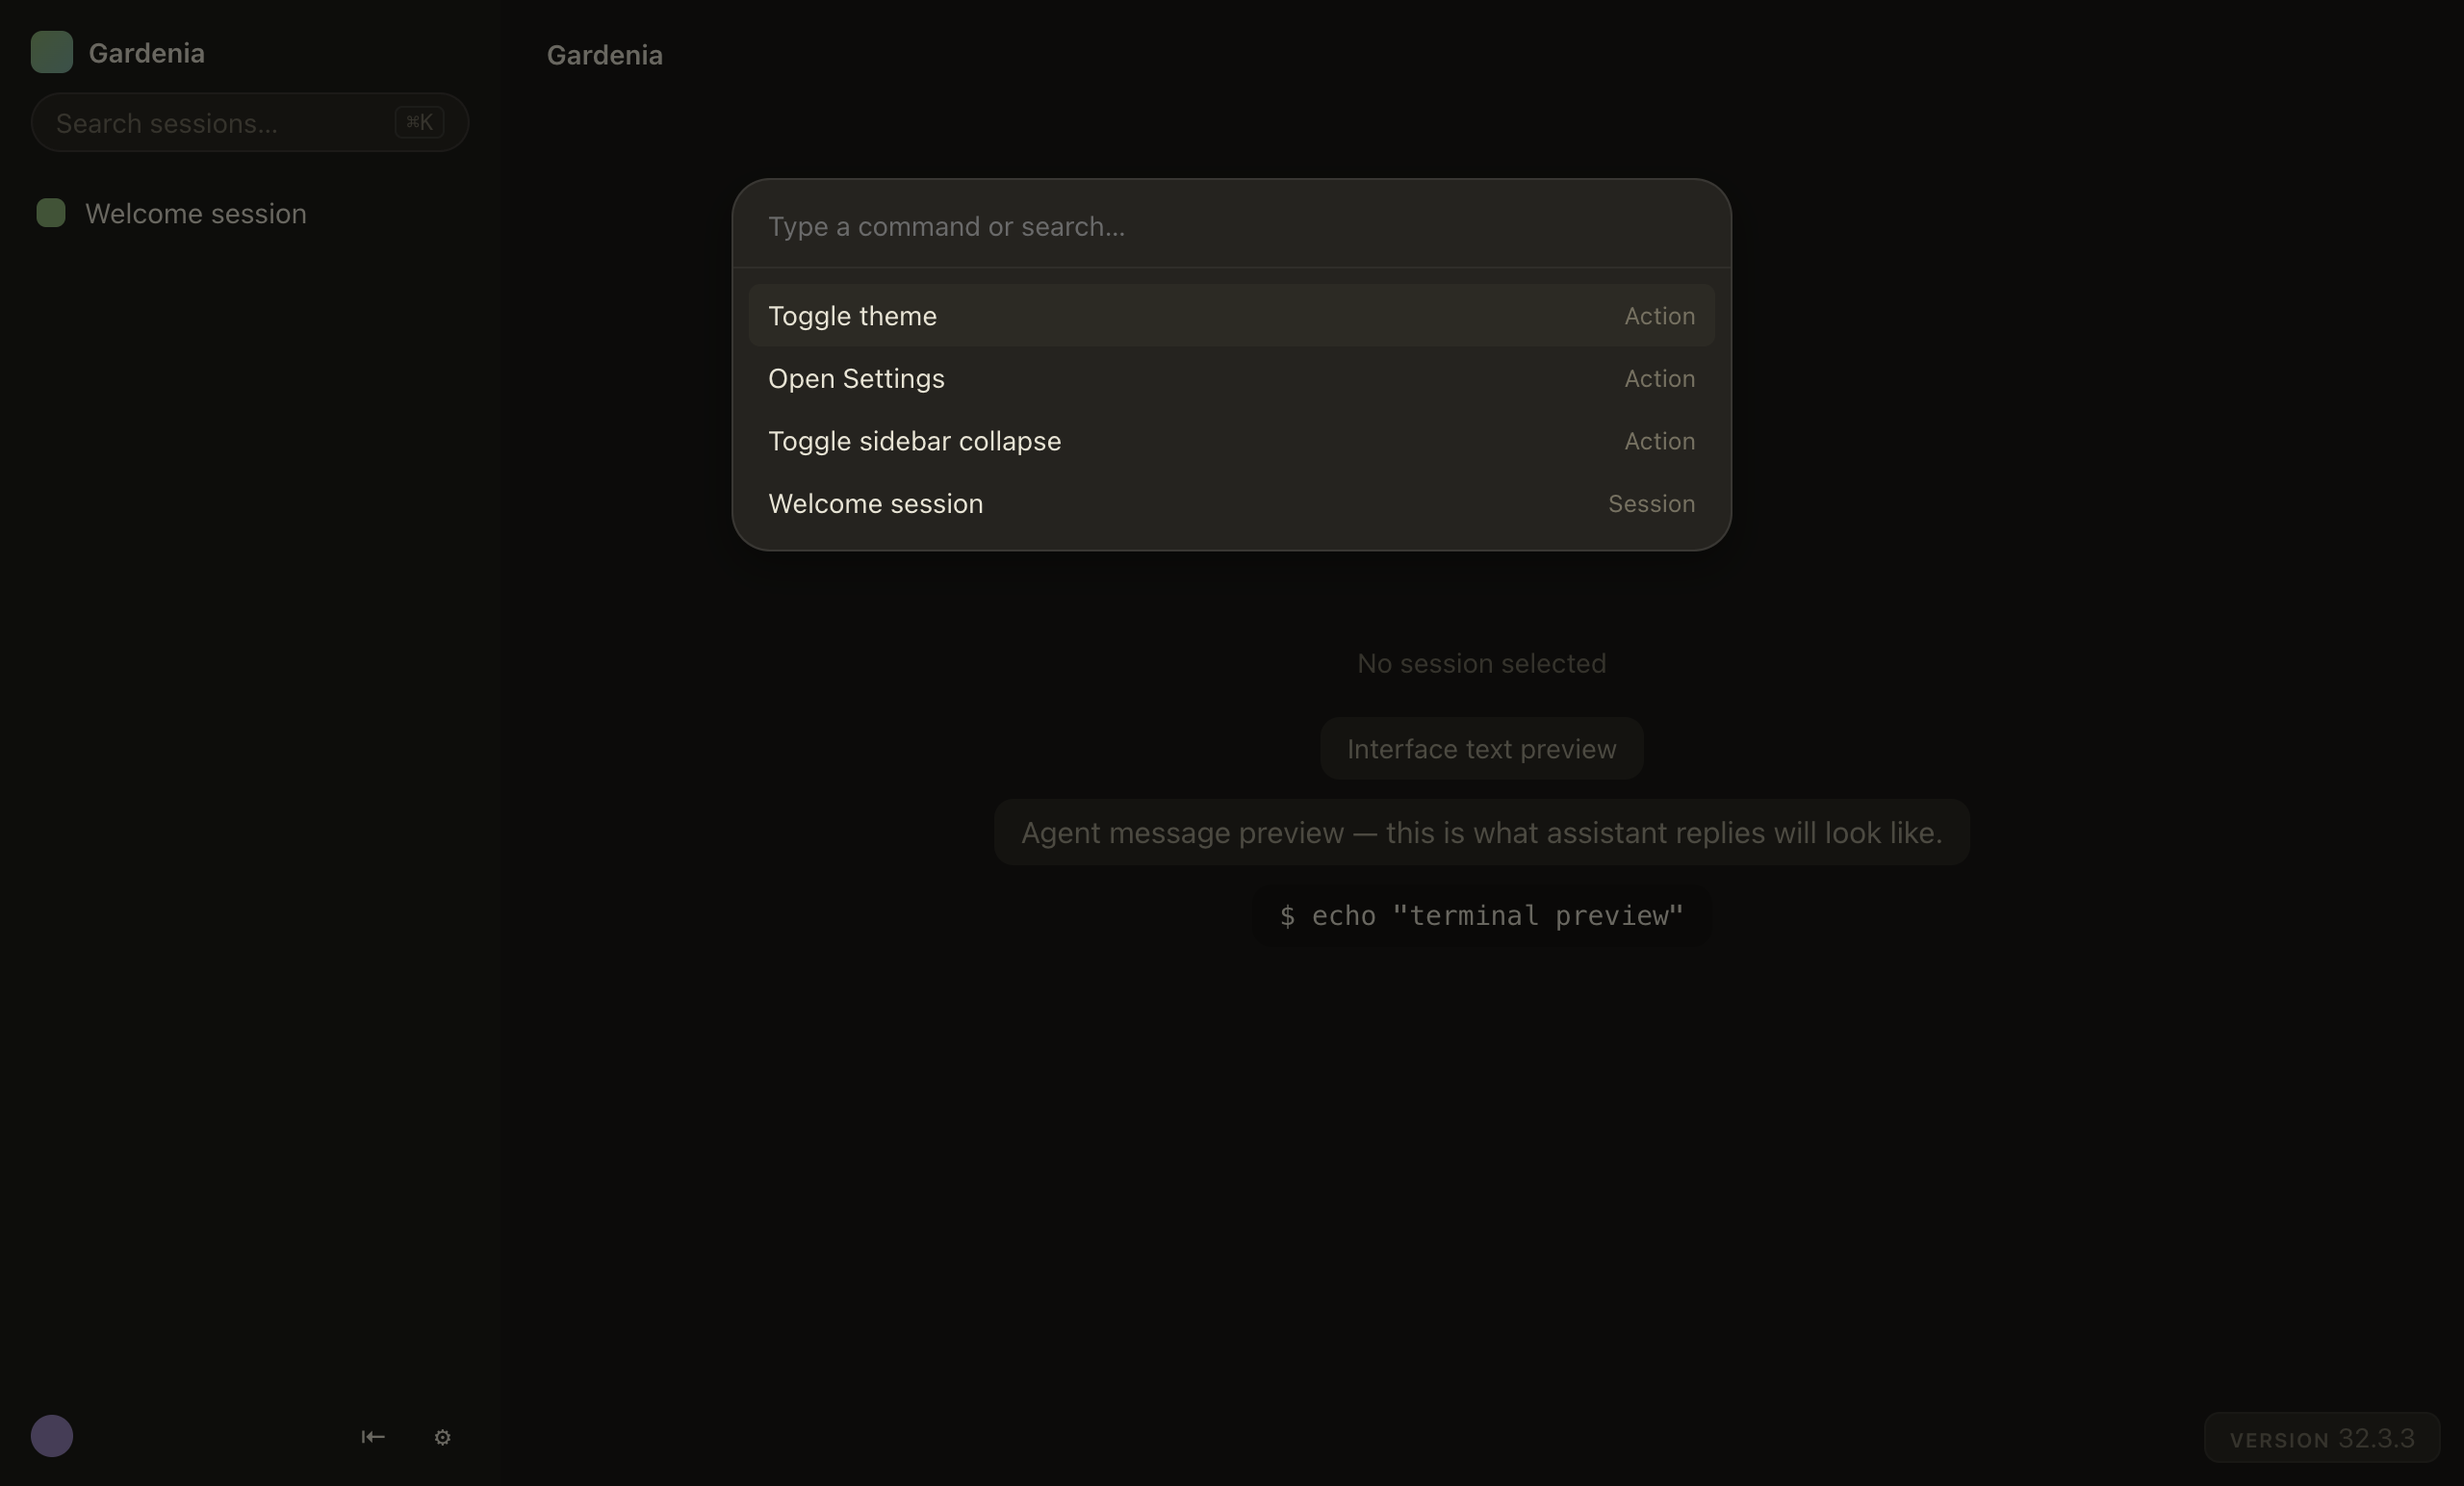 Gardenia
Search sessions... ⌘K
Welcome session
Gardenia
Type a command or search...
Toggle theme Action
Open Settings Action
Toggle sidebar collapse Action
Welcome session Session
No session selected
Interface text preview
Agent message preview — this is what assistant replies will look like.
$ echo "terminal preview"
VERSION 32.3.3